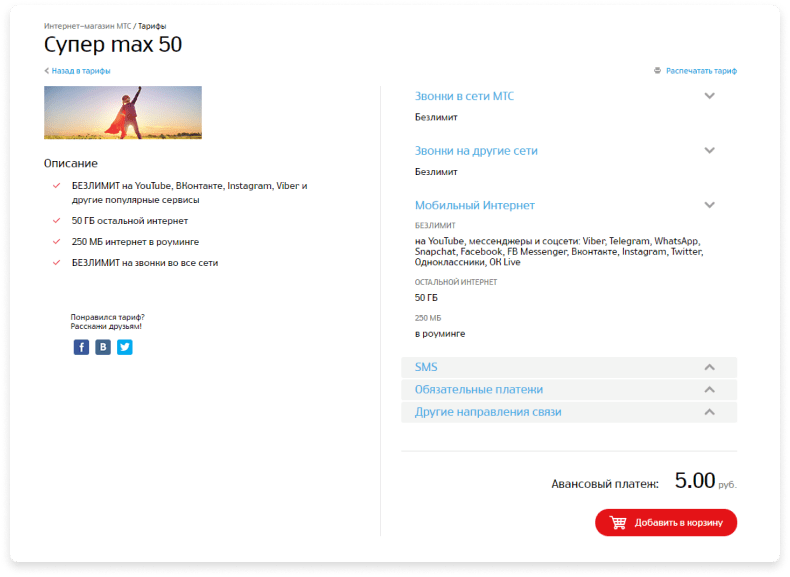 Интернет-магазин МТС / Тарифы
Супер max 50
Назад в тарифы
Распечатать тариф
Описание
БЕЗЛИМИТ на YouTube, ВКонтакте, Instagram, Viber и
другие популярные сервисы
50 ГБ остальной интернет
250 МБ интернет в роуминге
БЕЗЛИМИТ на звонки во все сети
Понравился тариф?
Расскажи друзьям!
f В
Звонки в сети МТС
Безлимит
Звонки на другие сети
Безлимит
Мобильный Интернет
БЕЗЛИМИТ
на YouTube, мессенджеры и соцсети: Viber, Telegram, WhatsApp,
Snapchat, Facebook, FB Messenger, Вконтакте, Instagram, Twitter,
Одноклассники, OK Live
ОСТАЛЬНОЙ ИНТЕРНЕТ
50 ГБ
250 МБ
в роуминге
SMS
Обязательные платежи
Другие направления связи
Авансовый платеж: 5.00 руб.
Добавить в корзину